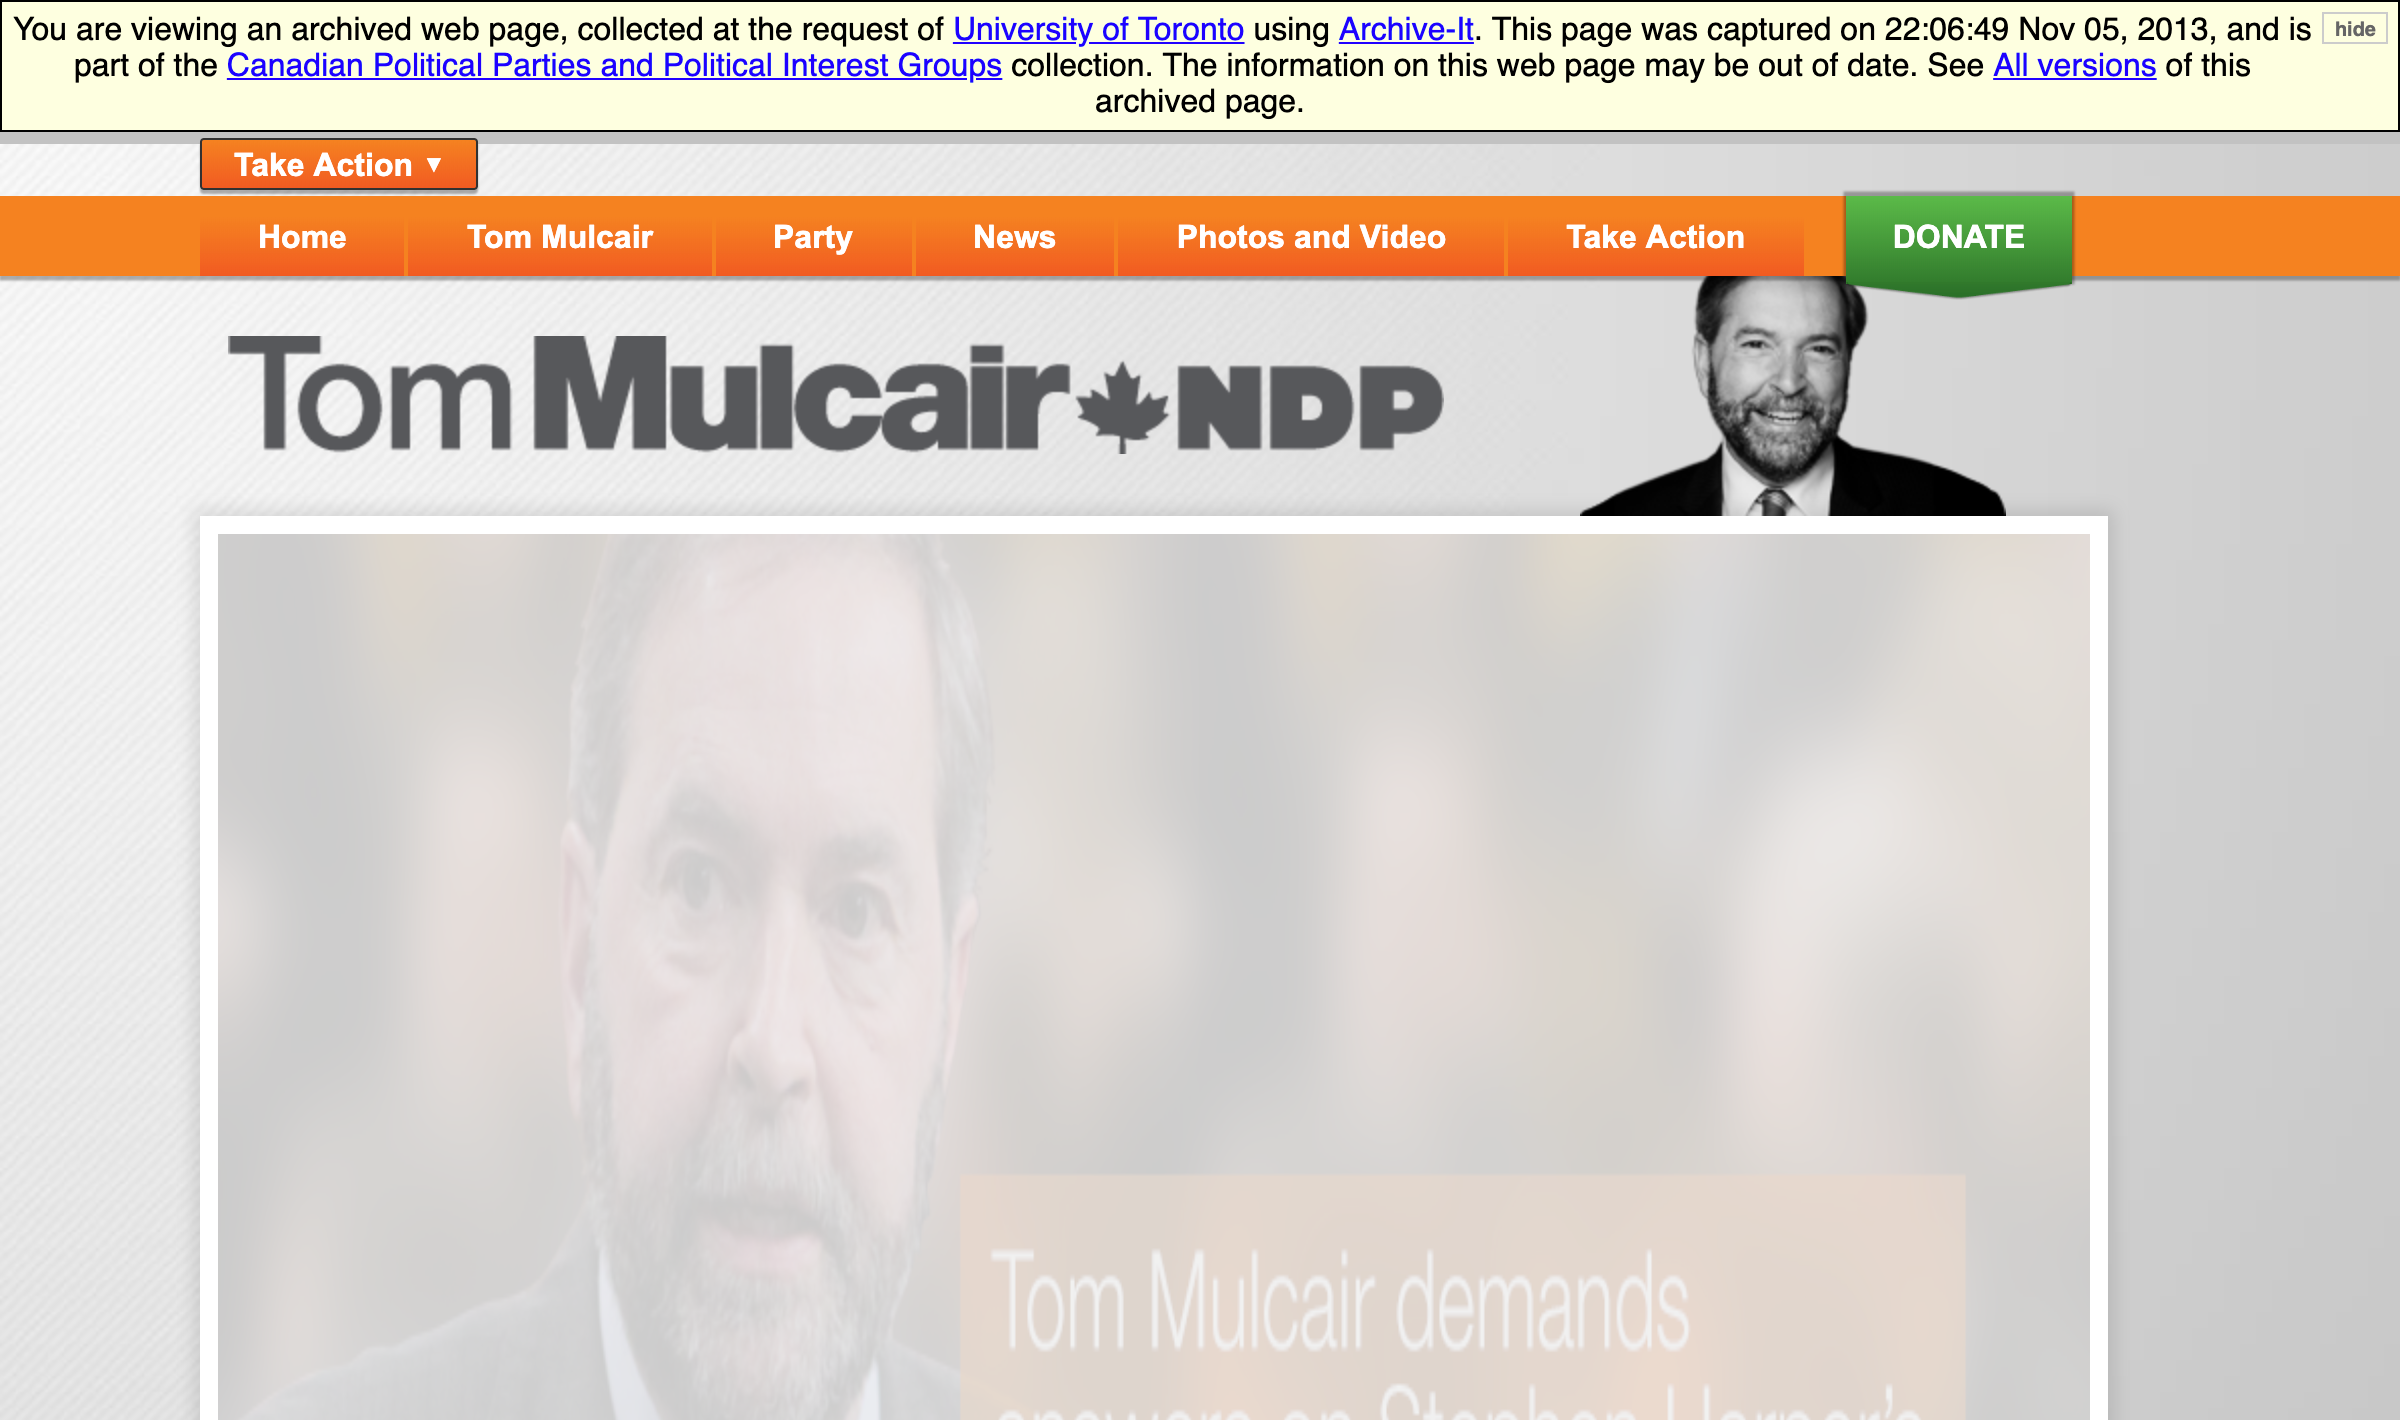 You are viewing an archived web page, collected at the request of University of Toronto using Archive-It. This page was captured on 22:06:49 Nov 05, 2013, and is
hide
part of the Canadian Political Parties and Political Interest Groups collection. The information on this web page may be out of date. See All versions of this
archived page.
Take Action ▼
Home Tom Mulcair Party News Photos and Video Take Action DONATE
Tom Mulcair NDP
Tom Mulcair demands
answers on Stephen Harper's